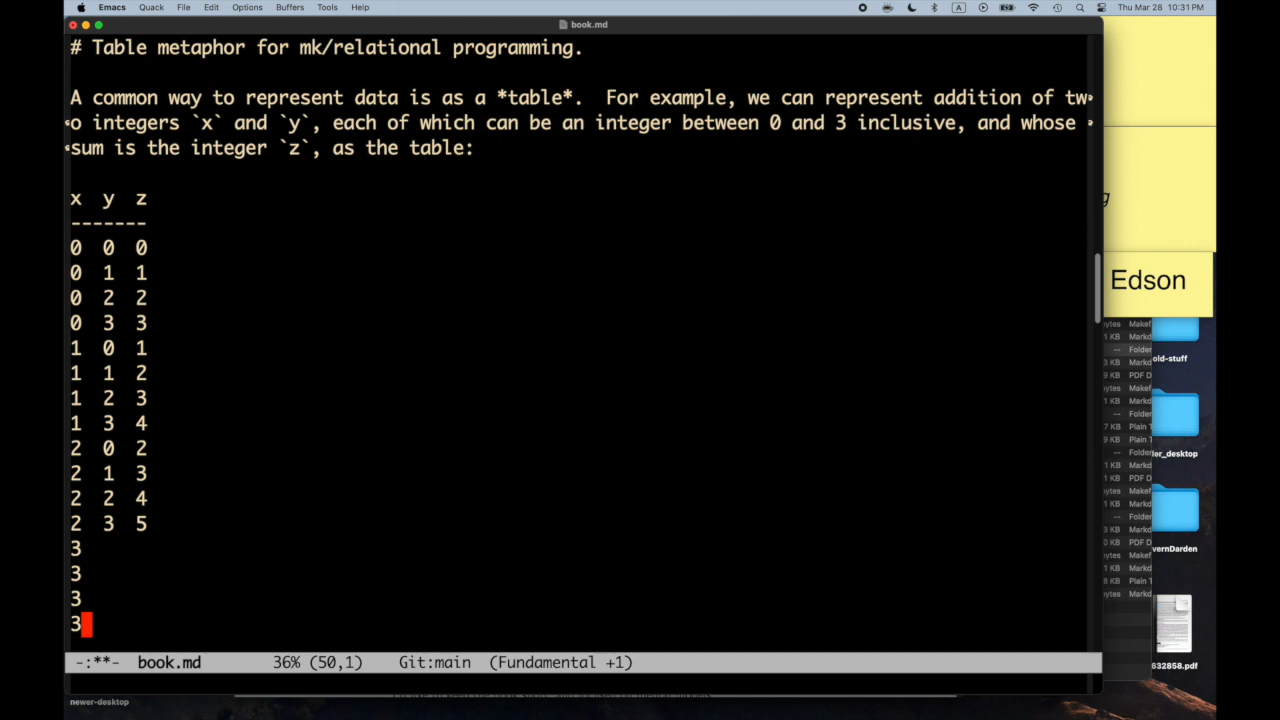 Emacs Quack File Edit Options Buffers Tools Help
Thu Mar 28 10:31 PM
book.md
# Table metaphor for mk/relational programming.
A common way to represent data is as a *table*. For example, we can represent addition of tw
o integers `x` and `y`, each of which can be an integer between 0 and 3 inclusive, and whose
sum is the integer `z`, as the table:
x y z
-------
0 0 0
0 1 1
0 2 2
0 3 3
1 0 1
1 1 2
1 2 3
1 3 4
2 0 2
2 1 3
2 2 4
2 3 5
3
3
3
3
-:**- book.md 36% (50,1) Git:main (Fundamental +1)
Edson
old-stuff
er_desktop
vernDarden
632858.pdf
newer-desktop